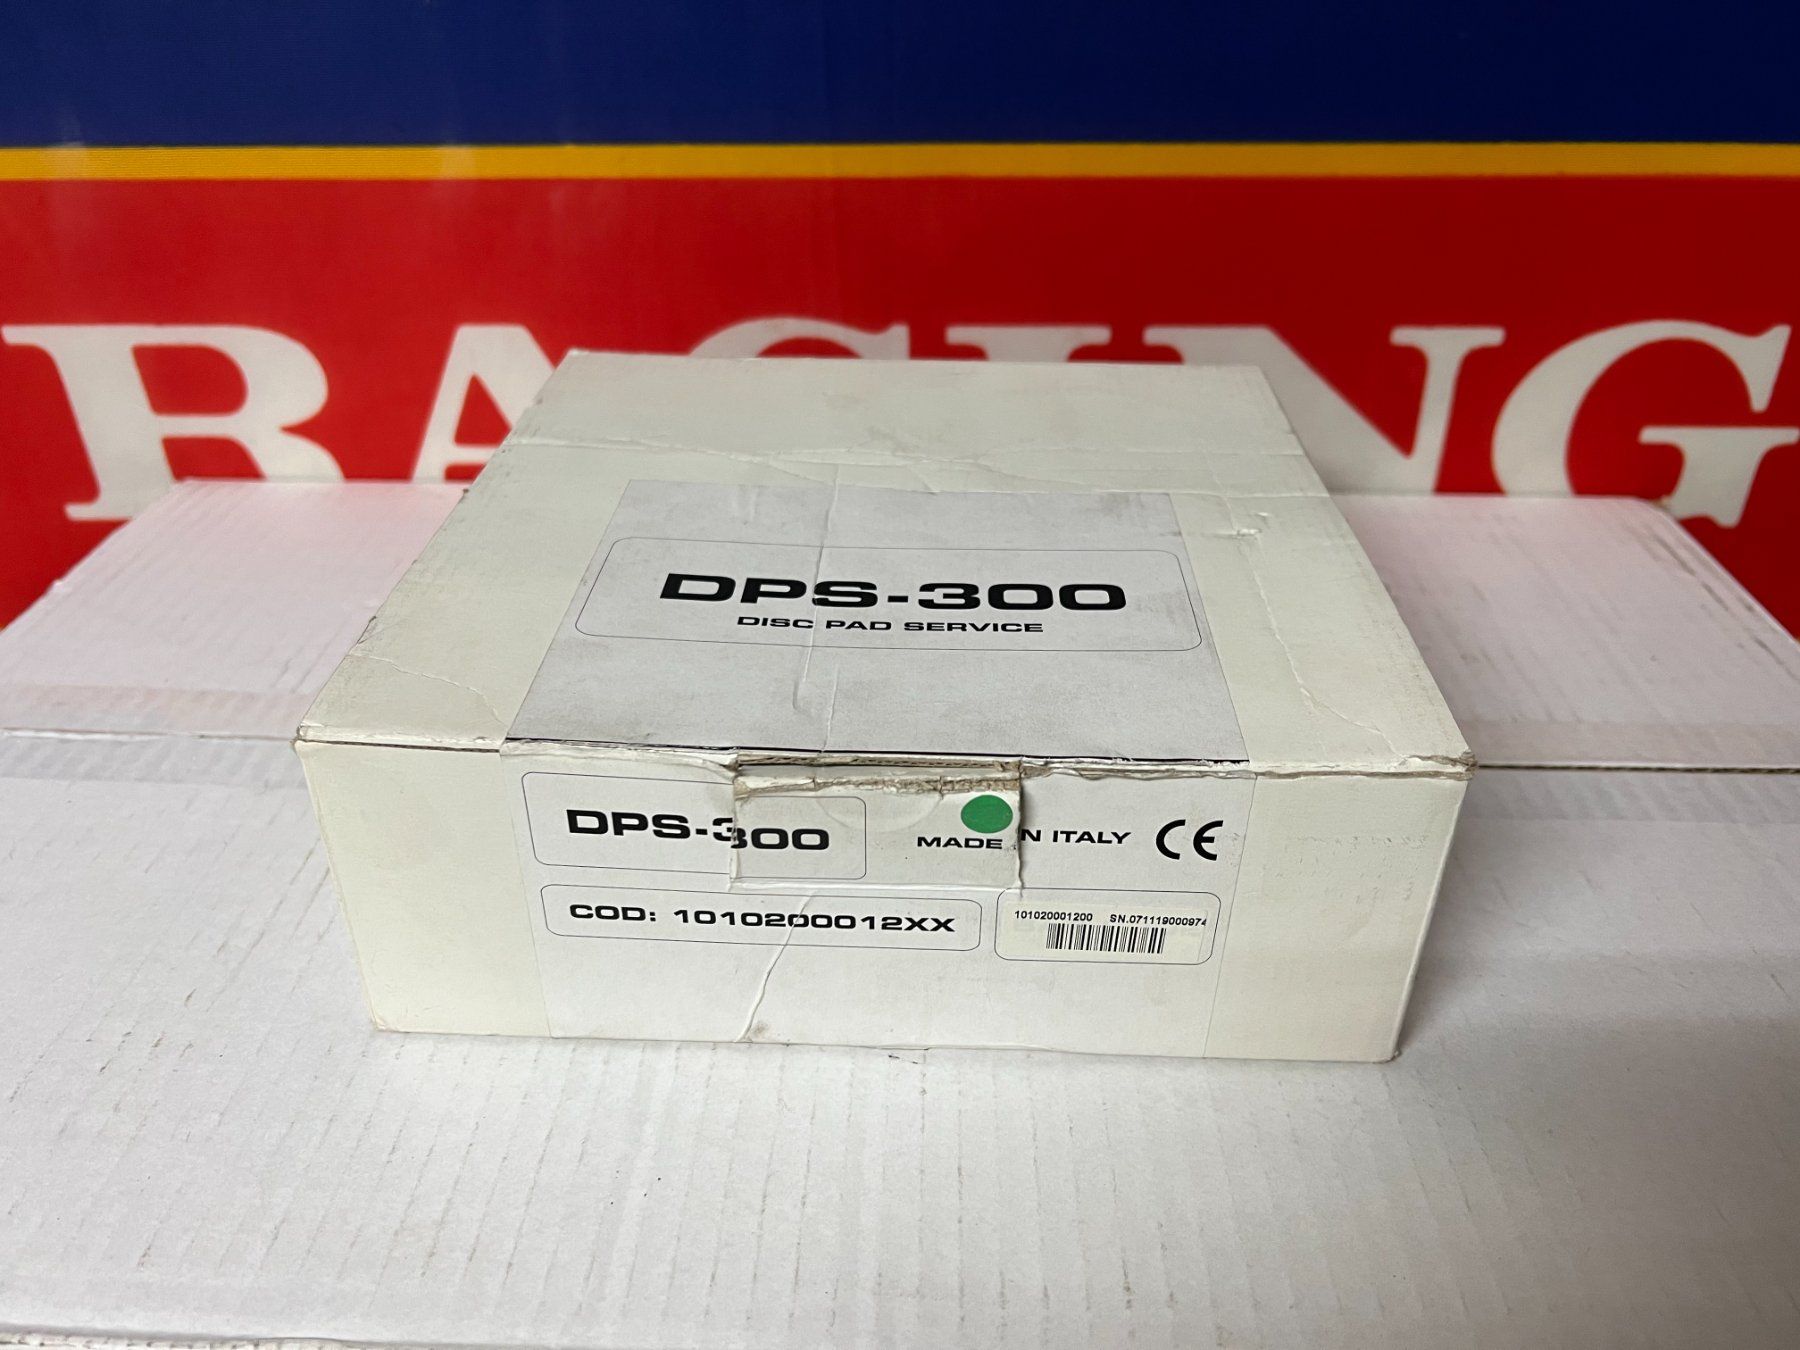 RACING
DPS-300
DISC PAD SERVICE
DPS-300
MADE IN ITALY CE
COD: 1010200012XX
101020001200 SN.071119000974